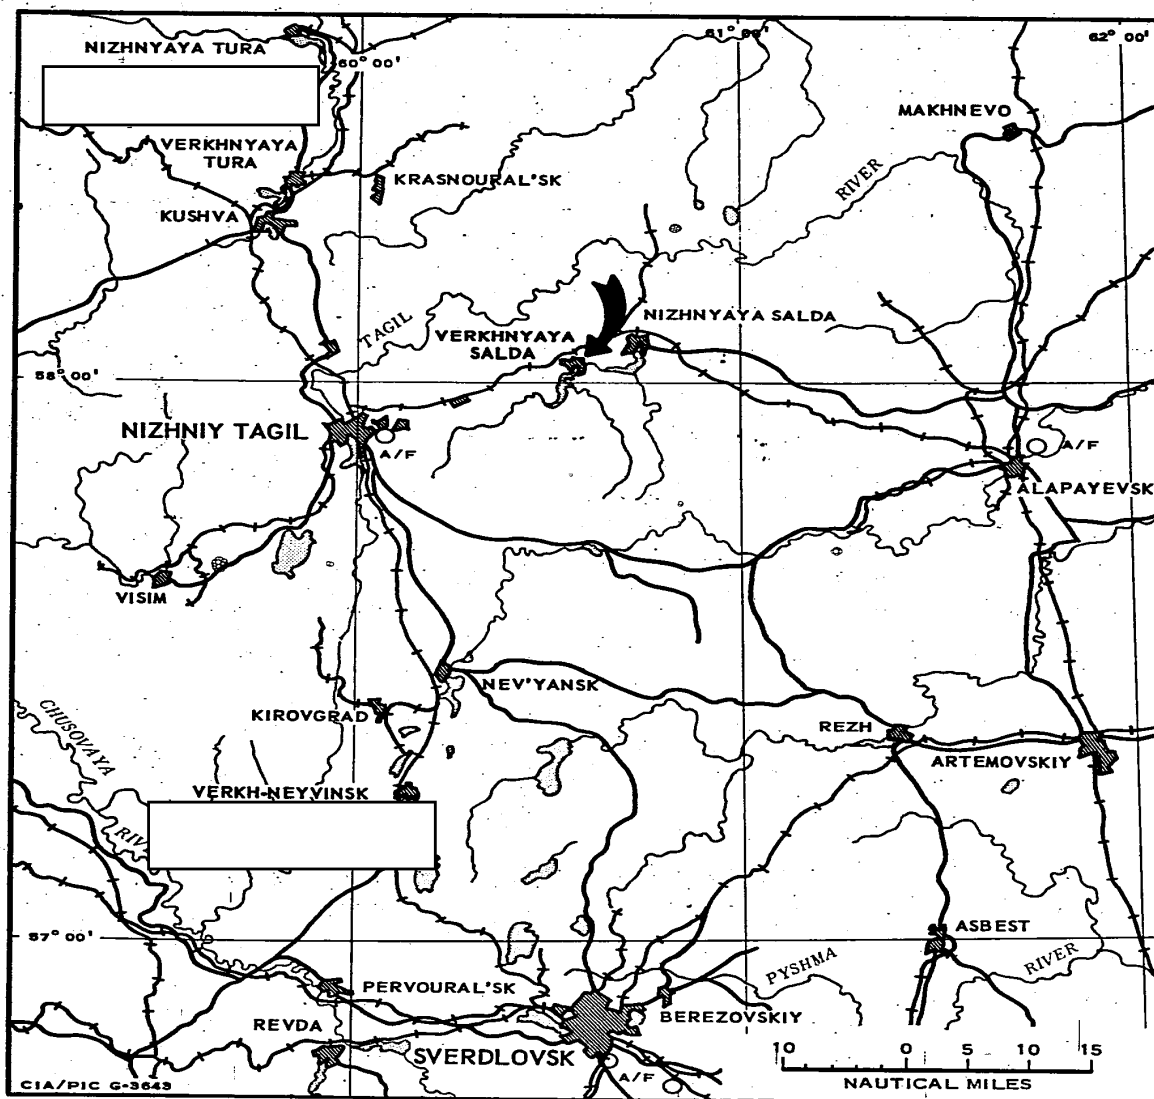 61° 00'
62° 00'
NIZHNYAYA TURA
60° 00'
MAKHNEVO
VERKHNYAYA
TURA
KRASNOURAL'SK
RIVER
KUSHVA
TAGIL
NIZHNYAYA SALDA
VERKHNYAYA
SALDA
58° 00'
NIZHNIY TAGIL
A/F
A/F
ALAPAYEVSK
VISIM
NEV'YANSK
KIROVGRAD
REZH
CHUSOVAYA
ARTEMOVSKIY
VERKH-NEYVINSK
57° 00'
ASBEST
PYSHMA
RIVER
PERVOURAL'SK
BEREZOVSKIY
REVDA
SVERDLOVSK
10 0 5 10 15
A/F
NAUTICAL MILES
CIA/PIC G-3643